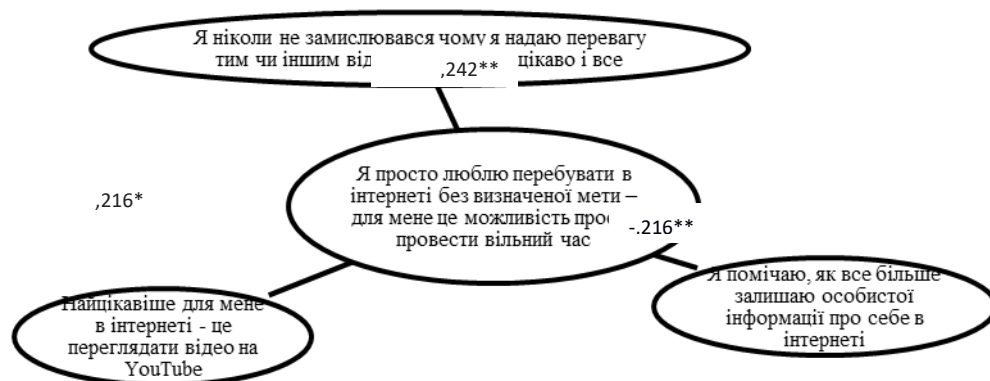 Я ніколи не замислювався чому я надаю перевагу
тим чи іншим від цікаво і все
,242**
Я просто люблю перебувати в
інтернеті без визначеної мети –
для мене це можливість прос
провести вільний час
,216*
-.216**
Найцікавіше для мене
в інтернеті - це
переглядати відео на
YouTube
Я помічаю, як все більше
залишаю особистої
інформації про себе в
інтернеті